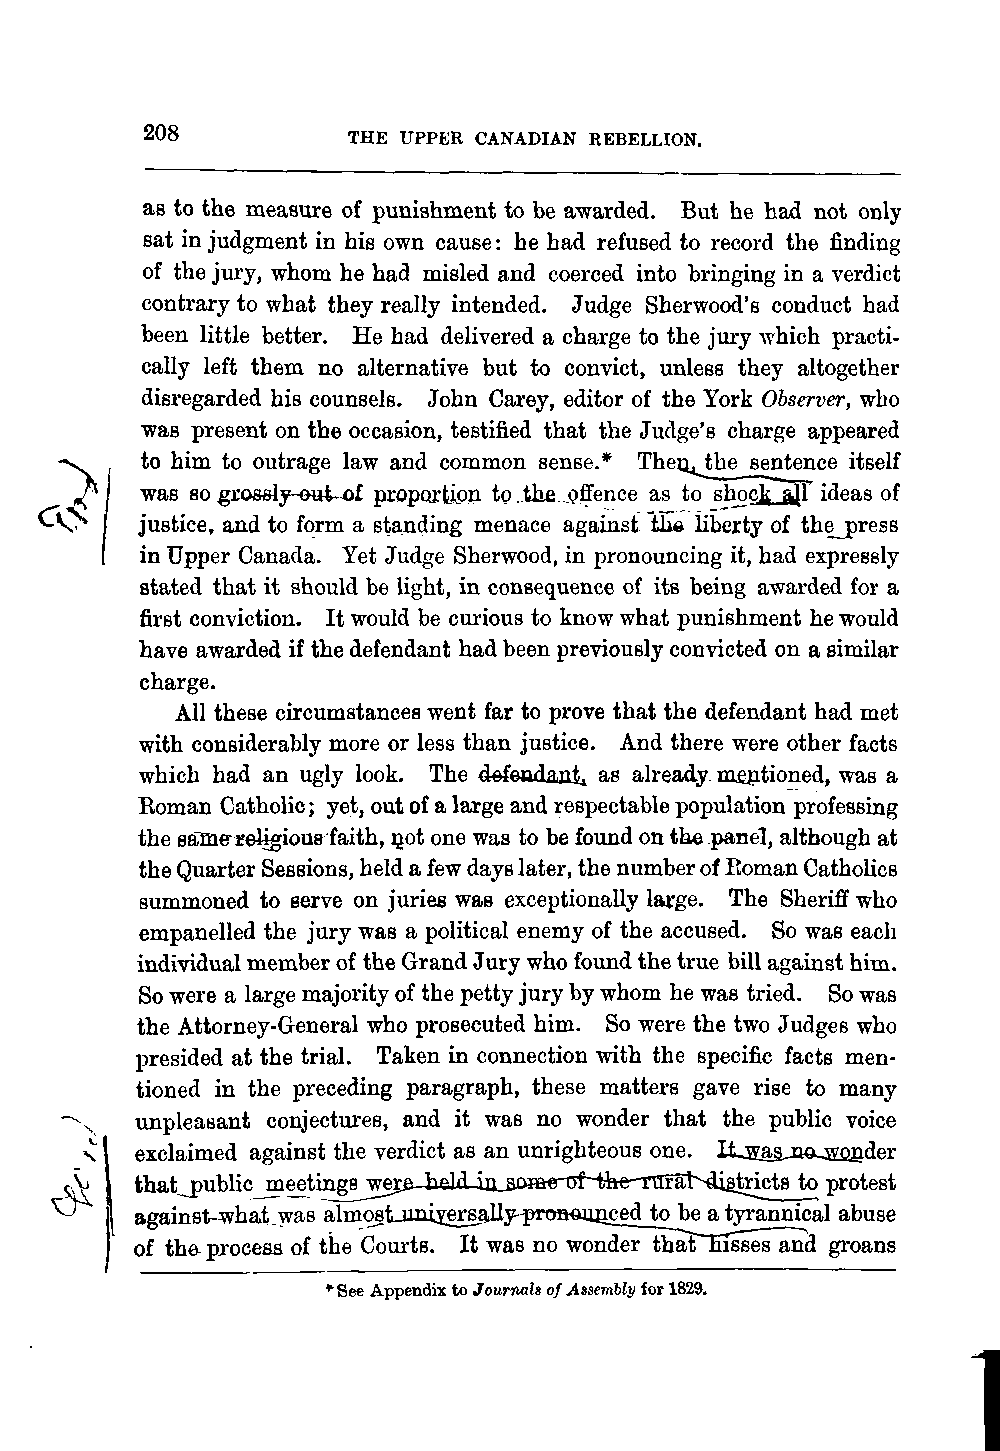 208
THE UPPER CANADIAN REBELLION.
as to the measure of punishment to be awarded. But he had not only
sat in judgment in his own cause: he had refused to record the finding
of the jury, whom he had misled and coerced into bringing in a verdict
contrary to what they really intended. Judge Sherwood's conduct had
been little better. He had delivered a charge to the jury which practi-
cally left them no alternative but to convict, unless they altogether
disregarded his counsels. John Carey, editor of the York Observer, who
was present on the occasion, testified that the Judge's charge appeared
to him to outrage law and common sense.* Then, the sentence itself
was so grossly out of proportion to the offence as to shock all ideas of
justice, and to form a standing menace against the liberty of the press
in Upper Canada. Yet Judge Sherwood, in pronouncing it, had expressly
stated that it should be light, in consequence of its being awarded for a
first conviction. It would be curious to know what punishment he would
have awarded if the defendant had been previously convicted on a similar
charge.
All these circumstances went far to prove that the defendant had met
with considerably more or less than justice. And there were other facts
which had an ugly look. The defendant, as already mentioned, was a
Roman Catholic; yet, out of a large and respectable population professing
the same religious faith, not one was to be found on the panel, although at
the Quarter Sessions, held a few days later, the number of Roman Catholics
summoned to serve on juries was exceptionally large. The Sheriff who
empanelled the jury was a political enemy of the accused. So was each
individual member of the Grand Jury who found the true bill against him.
So were a large majority of the petty jury by whom he was tried. So was
the Attorney-General who prosecuted him. So were the two Judges who
presided at the trial. Taken in connection with the specific facts men-
tioned in the preceding paragraph, these matters gave rise to many
unpleasant conjectures, and it was no wonder that the public voice
exclaimed against the verdict as an unrighteous one. It was no wonder
that public meetings were held in some of the rural districts to protest
against what was almost universally pronounced to be a tyrannical abuse
of the process of the Courts. It was no wonder that hisses and groans
*See Appendix to Journals of Assembly for 1829.